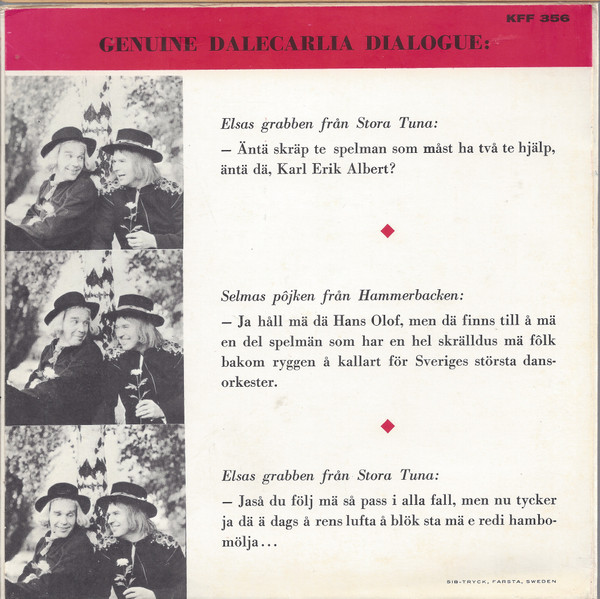 KFF 356
GENUINE DALECARLIA DIALOGUE:
Elsas grabben från Stora Tuna:
— Äntä skräp te spelman som måst ha två te hjälp,
äntä dä, Karl Erik Albert?
Selmas pôjken från Hammerbacken:
— Ja håll mä dä Hans Olof, men dä finns till å mä
en del spelmän som har en hel skrälldus mä fôlk
bakom ryggen å kallart för Sveriges största dans-
orkester.
Elsas grabben från Stora Tuna:
— Jaså du följ mä så pass i alla fall, men nu tycker
ja dä ä dags å rens lufta å blök sta mä e redi hambo-
mölja...
SIB-TRYCK, FARSTA, SWEDEN